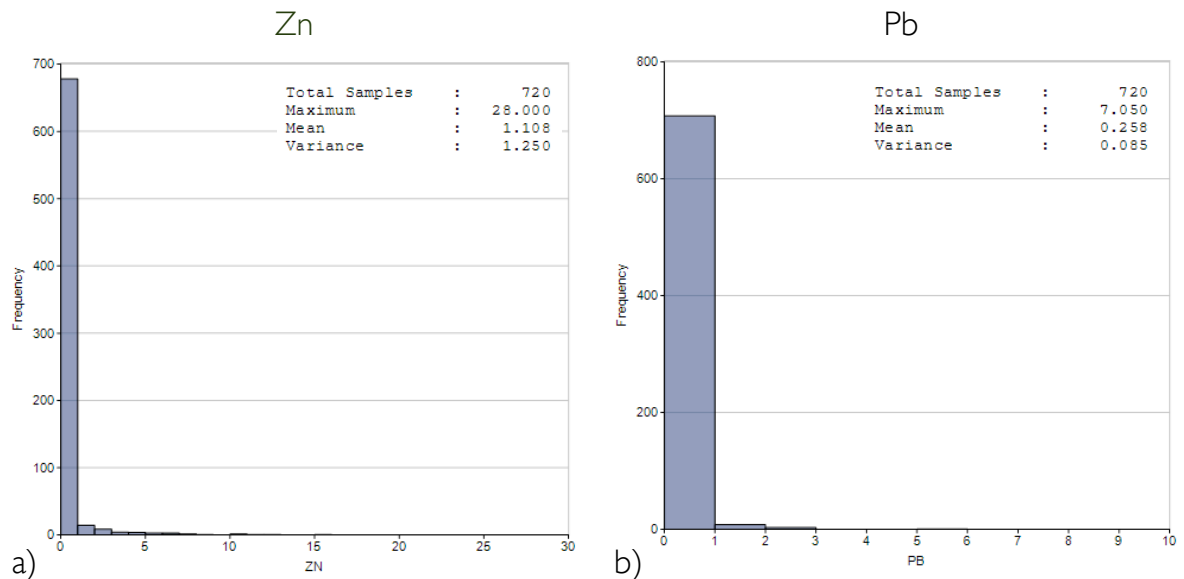 Zn
700
600
500
400
300
200
100
0
Frequency
Total Samples : 720
Maximum : 28.000
Mean : 1.108
Variance : 1.250
0 5 10 15 20 25 30
ZN
a)
Pb
800
600
400
200
0
Frequency
Total Samples : 720
Maximum : 7.050
Mean : 0.258
Variance : 0.085
0 1 2 3 4 5 6 7 8 9 10
PB
b)